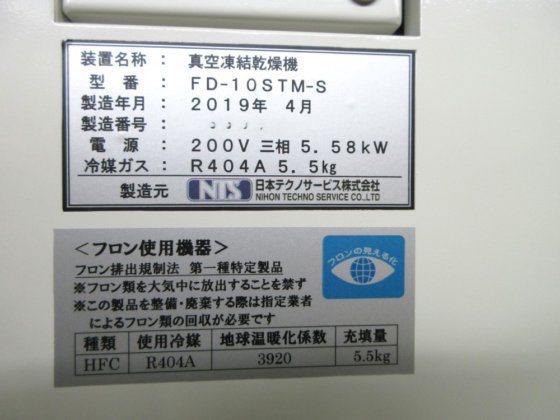 装置名称： 真空凍結乾燥機
型 番： FD-10STM-S
製造年月： 2019年 4月
製造番号：
電 源： 200V 三相 5.58kW
冷媒ガス： R404A 5.5kg
製造元 NTS 日本テクノサービス株式会社
NIHON TECHNO SERVICE CO.,LTD
＜フロン使用機器＞
フロンの見える化
フロン排出規制法 第一種特定製品
※フロン類を大気中に放出することを禁ず
※この製品を整備・廃棄する際は指定業者
によるフロン類の回収が必要です
種類 使用冷媒 地球温暖化係数 充填量
HFC R404A 3920 5.5kg